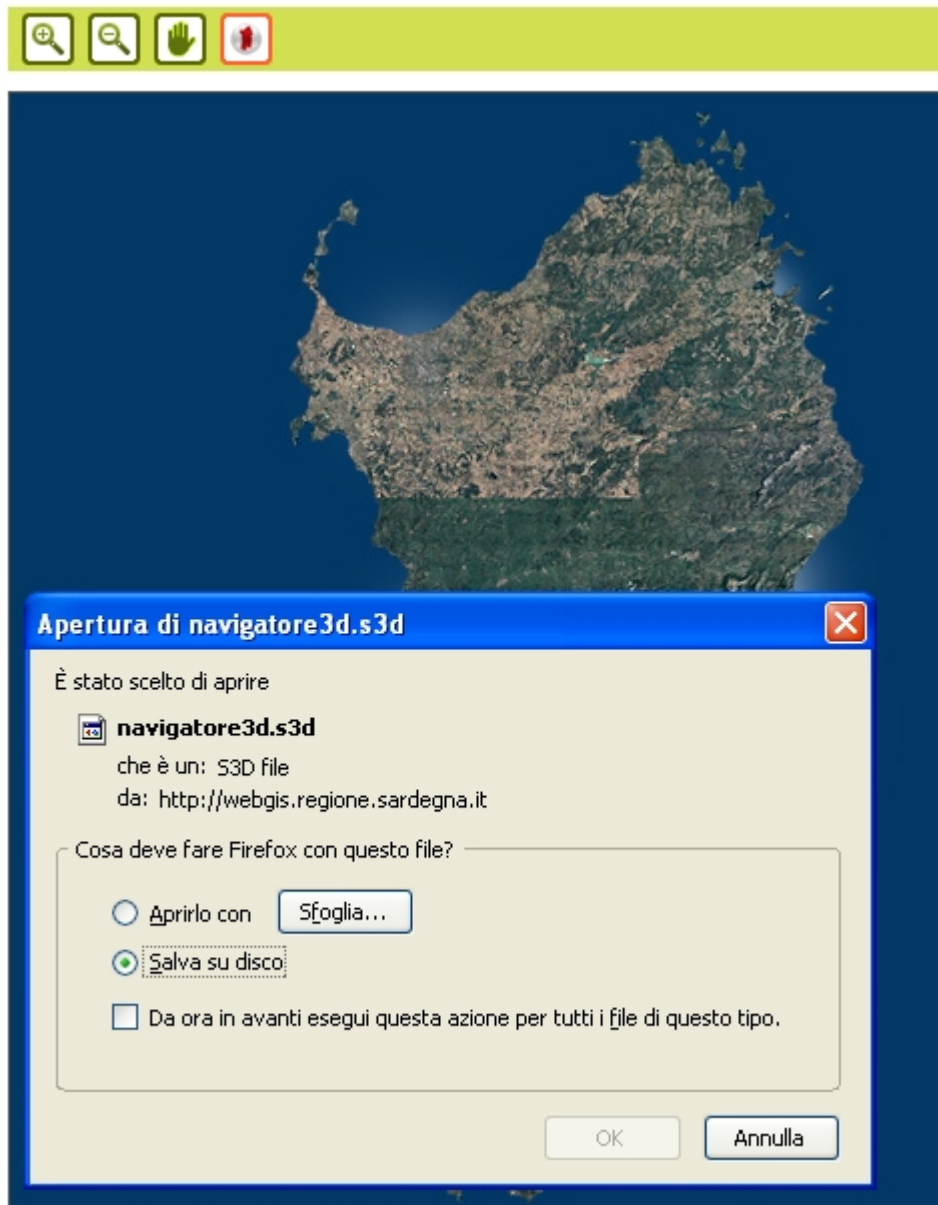 Apertura di navigatore3d.s3d
È stato scelto di aprire
navigatore3d.s3d
che è un: S3D file
da: http://webgis.regione.sardegna.it
Cosa deve fare Firefox con questo file?
Aprirlo con
Sfoglia...
Salva su disco
Da ora in avanti esegui questa azione per tutti i file di questo tipo.
OK
Annulla